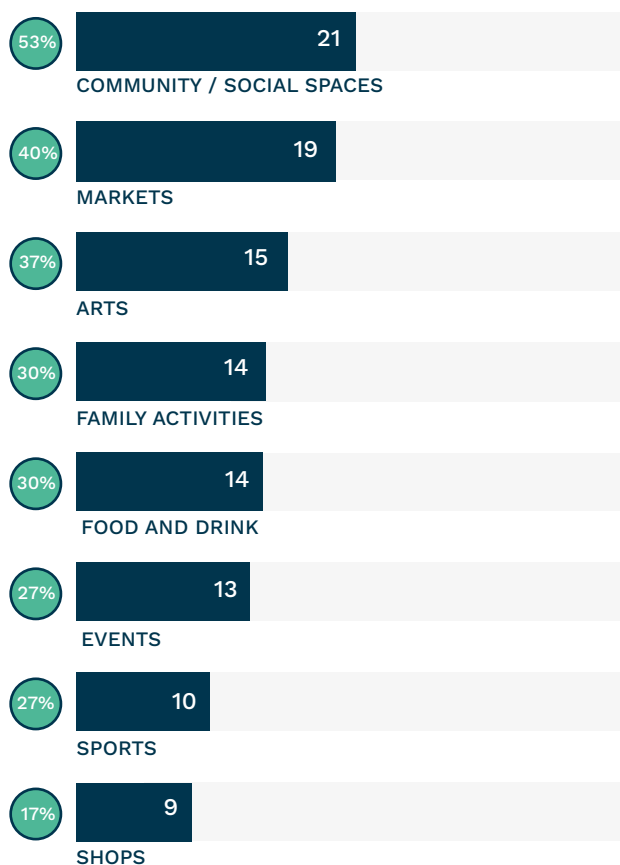 53%
21
COMMUNITY / SOCIAL SPACES
40%
19
MARKETS
37%
15
ARTS
30%
14
FAMILY ACTIVITIES
30%
14
FOOD AND DRINK
27%
13
EVENTS
27%
10
SPORTS
17%
9
SHOPS